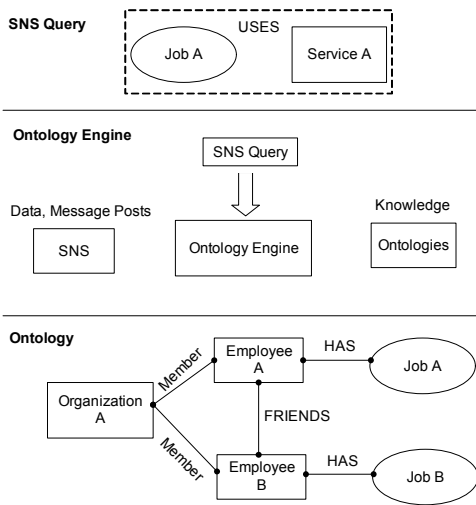 SNS Query
USES
Job A
Service A
Ontology Engine
SNS Query
Data, Message Posts
Knowledge
SNS
Ontology Engine
Ontologies
Ontology
Member
Employee
A
HAS
Job A
Organization
A
FRIENDS
Member
Employee
B
HAS
Job B